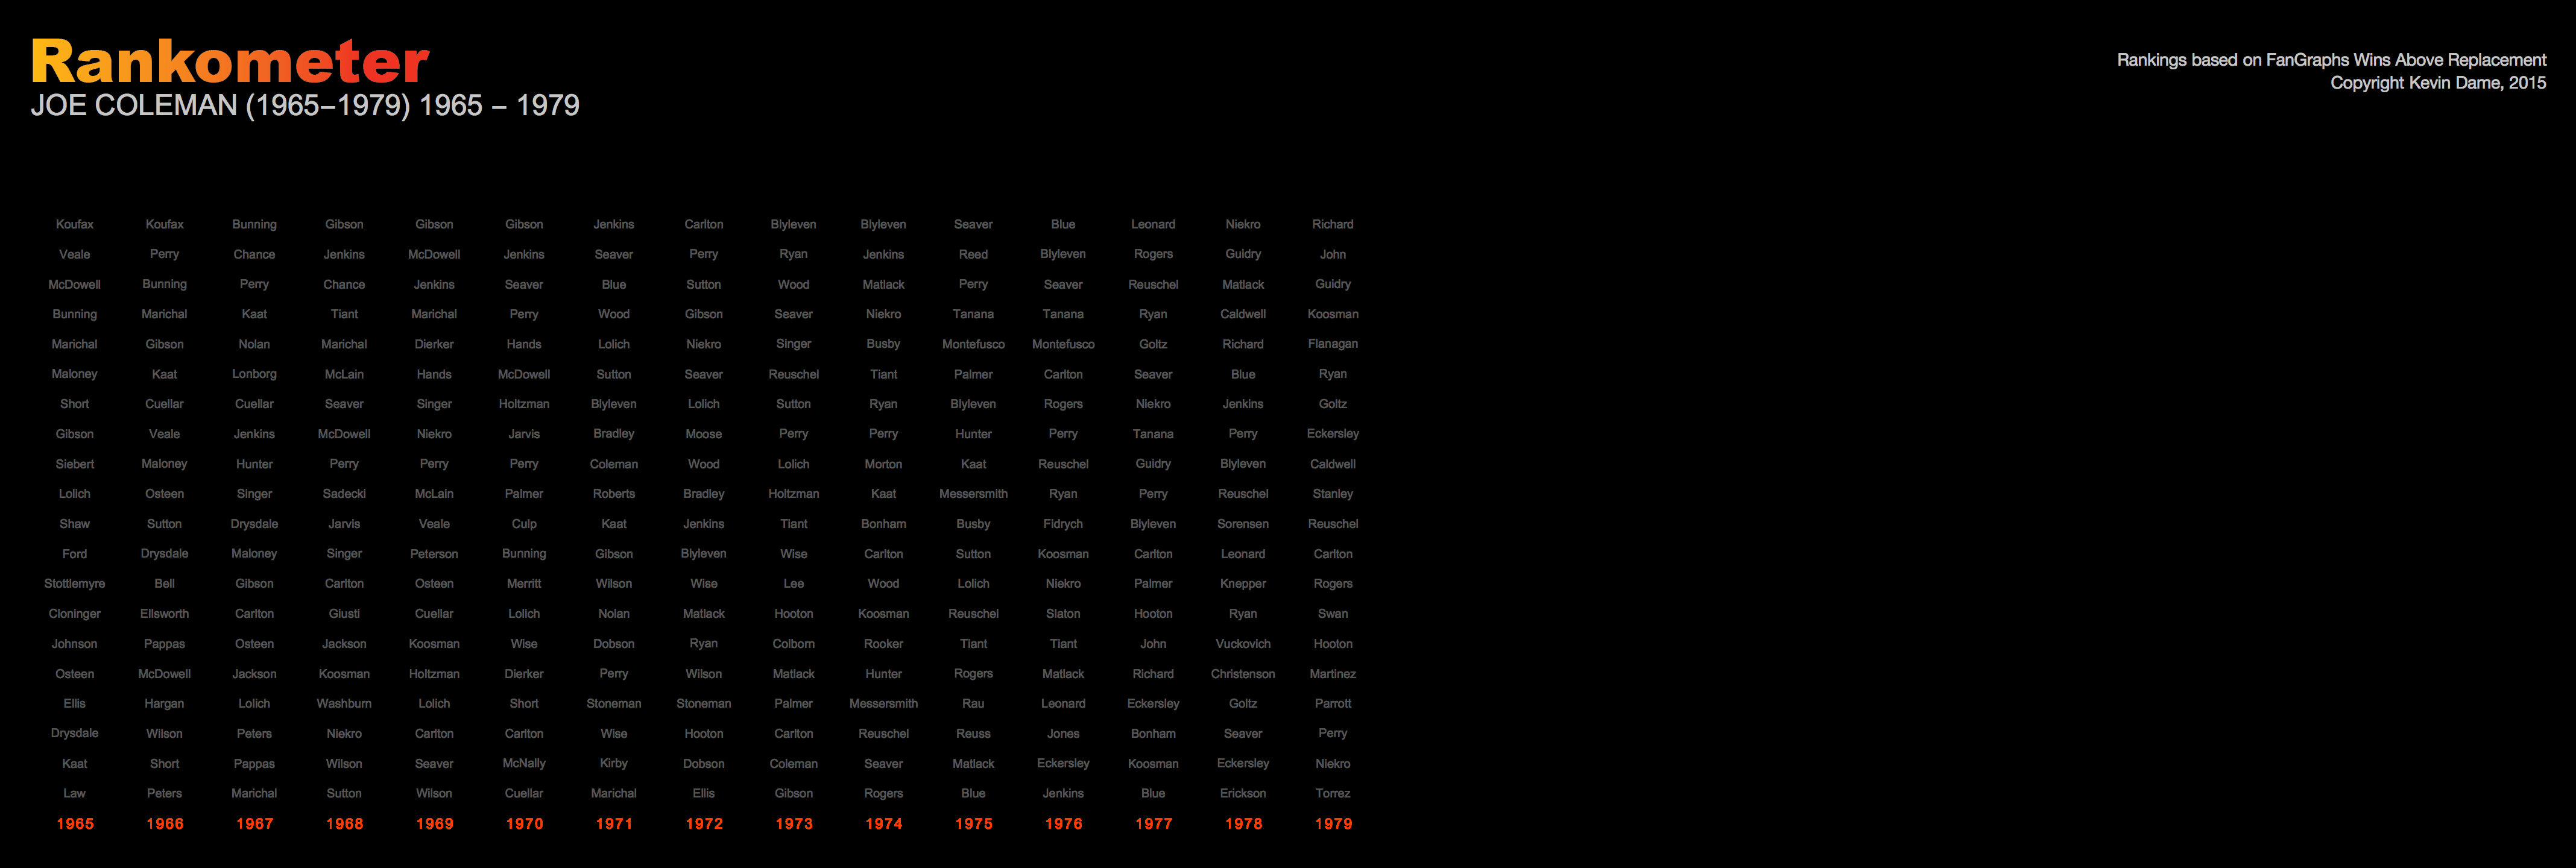 Rankometer
JOE COLEMAN (1965–1979) 1965 – 1979
Rankings based on FanGraphs Wins Above Replacement
Copyright Kevin Dame, 2015
Koufax Koufax Bunning Gibson Gibson Gibson Jenkins Carlton Blyleven Blyleven Seaver Blue Leonard Niekro Richard
Veale Perry Chance Jenkins McDowell Jenkins Seaver Perry Ryan Jenkins Reed Blyleven Rogers Guidry John
McDowell Bunning Perry Chance Jenkins Seaver Blue Sutton Wood Matlack Perry Seaver Reuschel Matlack Guidry
Bunning Marichal Kaat Tiant Marichal Perry Wood Gibson Seaver Niekro Tanana Tanana Ryan Caldwell Koosman
Marichal Gibson Nolan Marichal Dierker Hands Lolich Niekro Singer Busby Montefusco Montefusco Goltz Richard Flanagan
Maloney Kaat Lonborg McLain Hands McDowell Sutton Seaver Reuschel Tiant Palmer Carlton Seaver Blue Ryan
Short Cuellar Cuellar Seaver Singer Holtzman Blyleven Lolich Sutton Ryan Blyleven Rogers Niekro Jenkins Goltz
Gibson Veale Jenkins McDowell Niekro Jarvis Bradley Moose Perry Perry Hunter Perry Tanana Perry Eckersley
Siebert Maloney Hunter Perry Perry Perry Coleman Wood Lolich Morton Kaat Reuschel Guidry Blyleven Caldwell
Lolich Osteen Singer Sadecki McLain Palmer Roberts Bradley Holtzman Kaat Messersmith Ryan Perry Reuschel Stanley
Shaw Sutton Drysdale Jarvis Veale Culp Kaat Jenkins Tiant Bonham Busby Fidrych Blyleven Sorensen Reuschel
Ford Drysdale Maloney Singer Peterson Bunning Gibson Blyleven Wise Carlton Sutton Koosman Carlton Leonard Carlton
Stottlemyre Bell Gibson Carlton Osteen Merritt Wilson Wise Lee Wood Lolich Niekro Palmer Knepper Rogers
Cloninger Ellsworth Carlton Giusti Cuellar Lolich Nolan Matlack Hooton Koosman Reuschel Slaton Hooton Ryan Swan
Johnson Pappas Osteen Jackson Koosman Wise Dobson Ryan Colborn Rooker Tiant Tiant John Vuckovich Hooton
Osteen McDowell Jackson Koosman Holtzman Dierker Perry Wilson Matlack Hunter Rogers Matlack Richard Christenson Martinez
Ellis Hargan Lolich Washburn Lolich Short Stoneman Stoneman Palmer Messersmith Rau Leonard Eckersley Goltz Parrott
Drysdale Wilson Peters Niekro Carlton Carlton Wise Hooton Carlton Reuschel Reuss Jones Bonham Seaver Perry
Kaat Short Pappas Wilson Seaver McNally Kirby Dobson Coleman Seaver Matlack Eckersley Koosman Eckersley Niekro
Law Peters Marichal Sutton Wilson Cuellar Marichal Ellis Gibson Rogers Blue Jenkins Blue Erickson Torrez
1965 1966 1967 1968 1969 1970 1971 1972 1973 1974 1975 1976 1977 1978 1979